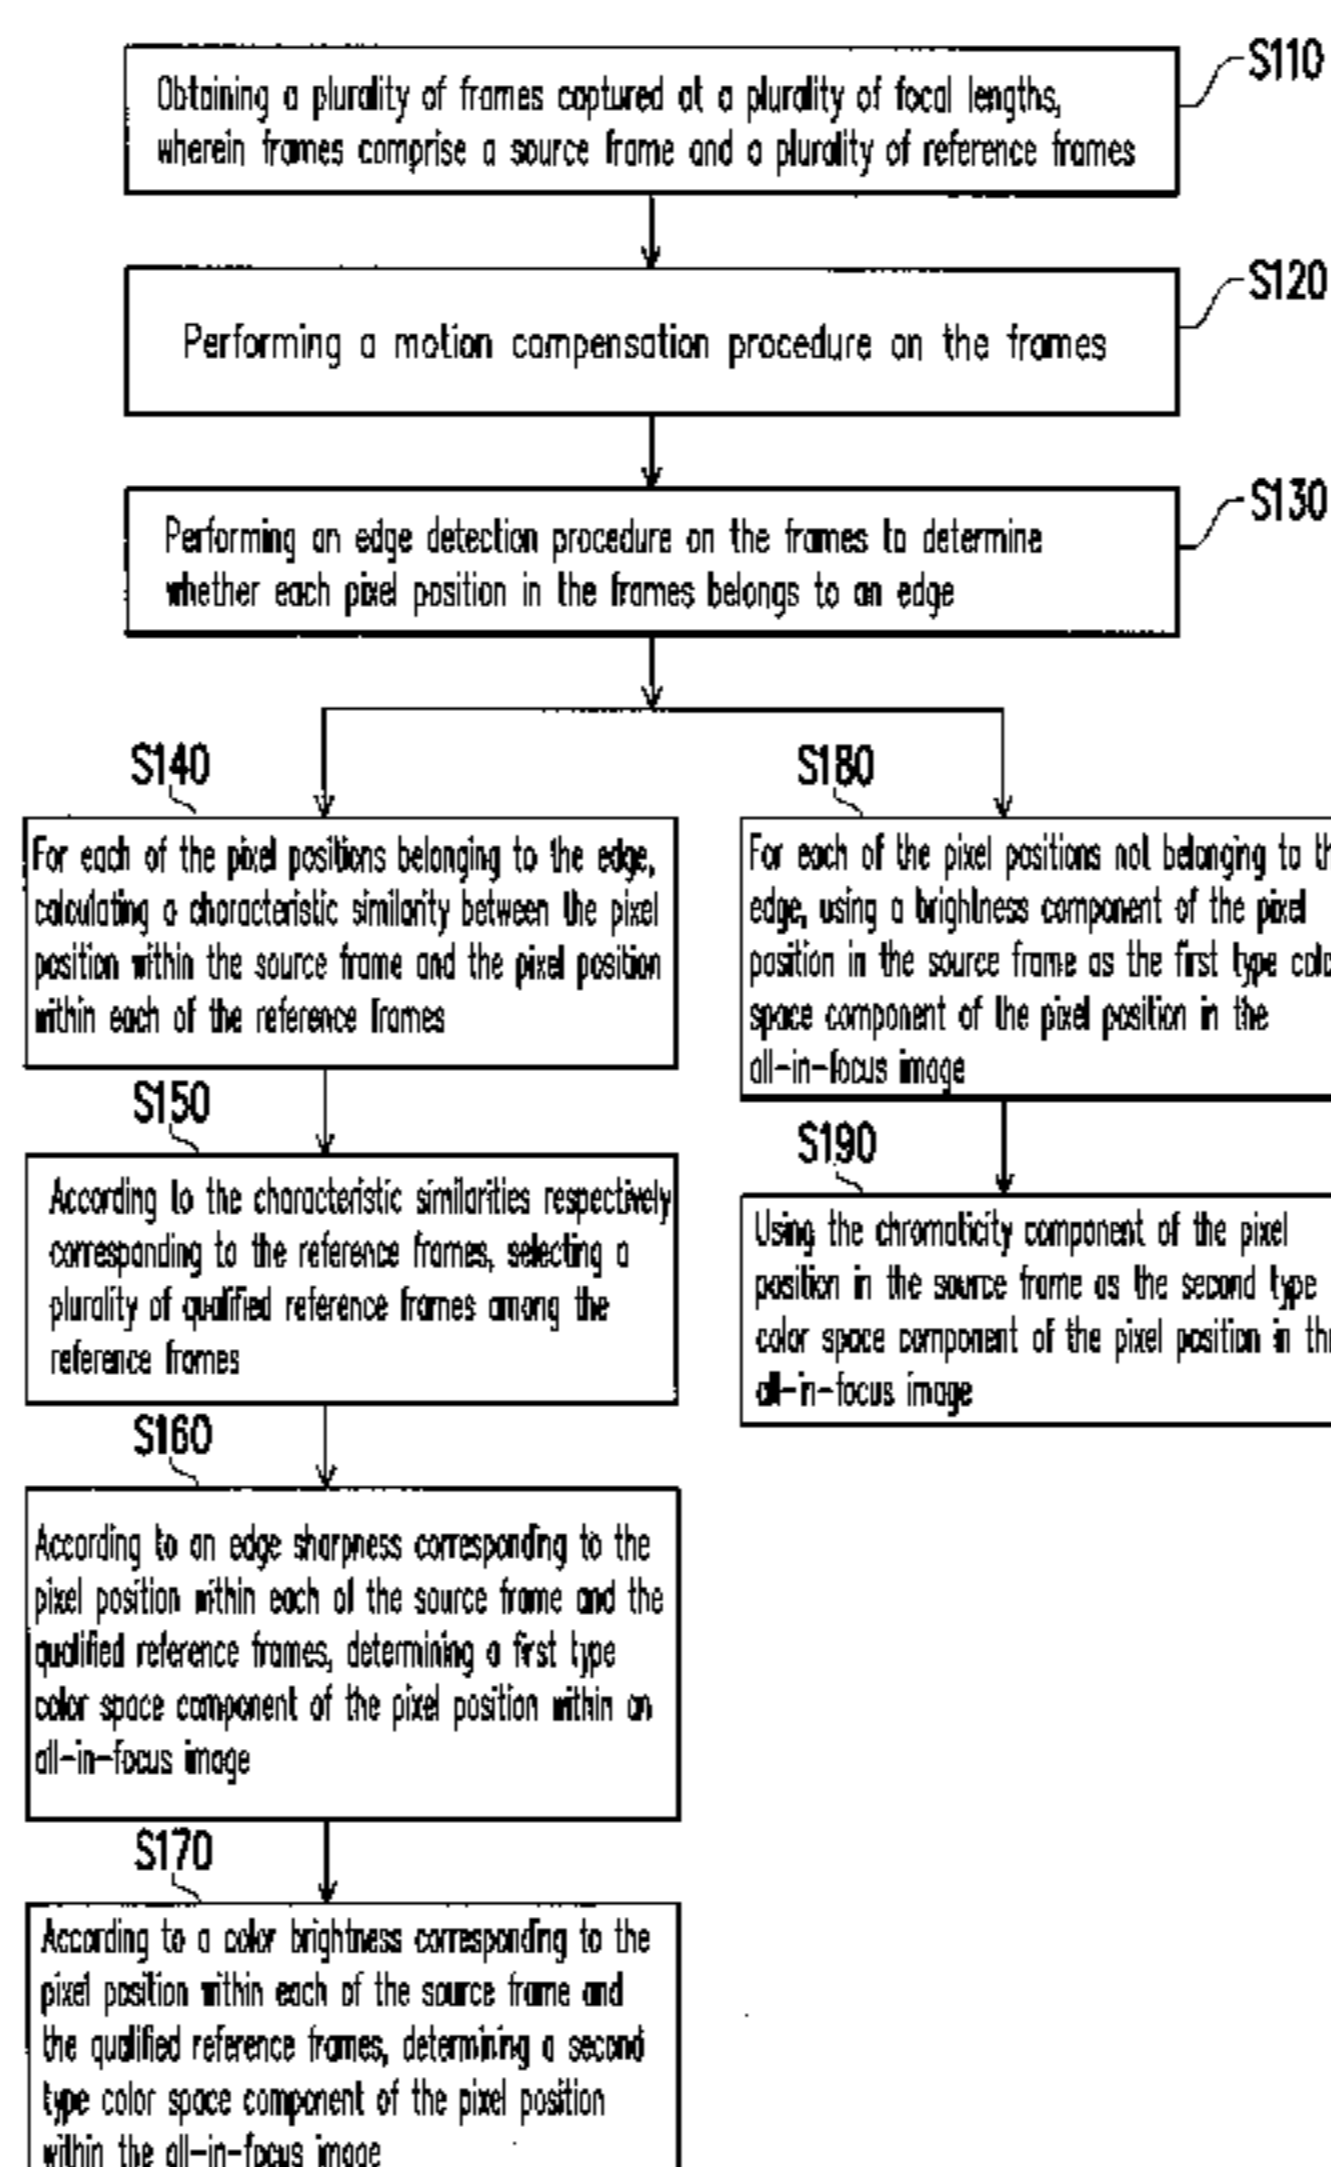 S110
Obtaining a plurality of frames captured at a plurality of focal lengths,
wherein frames comprise a source frame and a plurality of reference frames
S120
Performing a motion compensation procedure on the frames
S130
Performing an edge detection procedure on the frames to determine
whether each pixel position in the frames belongs to an edge
S140
For each of the pixel positions belonging to the edge,
calculating a characteristic similarity between the pixel
position within the source frame and the pixel position
within each of the reference frames
S150
According to the characteristic similarities respectively
corresponding to the reference frames, selecting a
plurality of qualified reference frames among the
reference frames
S160
According to an edge sharpness corresponding to the
pixel position within each of the source frame and the
qualified reference frames, determining a first type
color space component of the pixel position within an
all-in-focus image
S170
According to a color brightness corresponding to the
pixel position within each of the source frame and
the qualified reference frames, determining a second
type color space component of the pixel position
within the all-in-focus image
S180
For each of the pixel positions not belonging to th
edge, using a brightness component of the pixel
position in the source frame as the first type colo
space component of the pixel position in the
all-in-focus image
S190
Using the chromaticity component of the pixel
position in the source frame as the second type
color space component of the pixel position in the
all-in-focus image